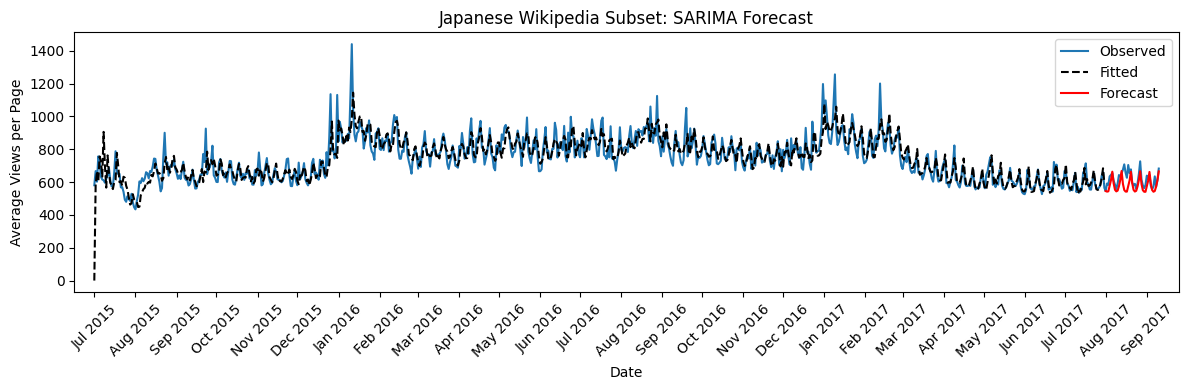 Japanese Wikipedia Subset: SARIMA Forecast
Average Views per Page
1400
1200
1000
800
600
400
200
0
Observed
Fitted
Forecast
Jul 2015
Aug 2015
Sep 2015
Oct 2015
Nov 2015
Dec 2015
Jan 2016
Feb 2016
Mar 2016
Apr 2016
May 2016
Jun 2016
Jul 2016
Aug 2016
Sep 2016
Oct 2016
Nov 2016
Dec 2016
Jan 2017
Feb 2017
Mar 2017
Apr 2017
May 2017
Jun 2017
Jul 2017
Aug 2017
Sep 2017
Date